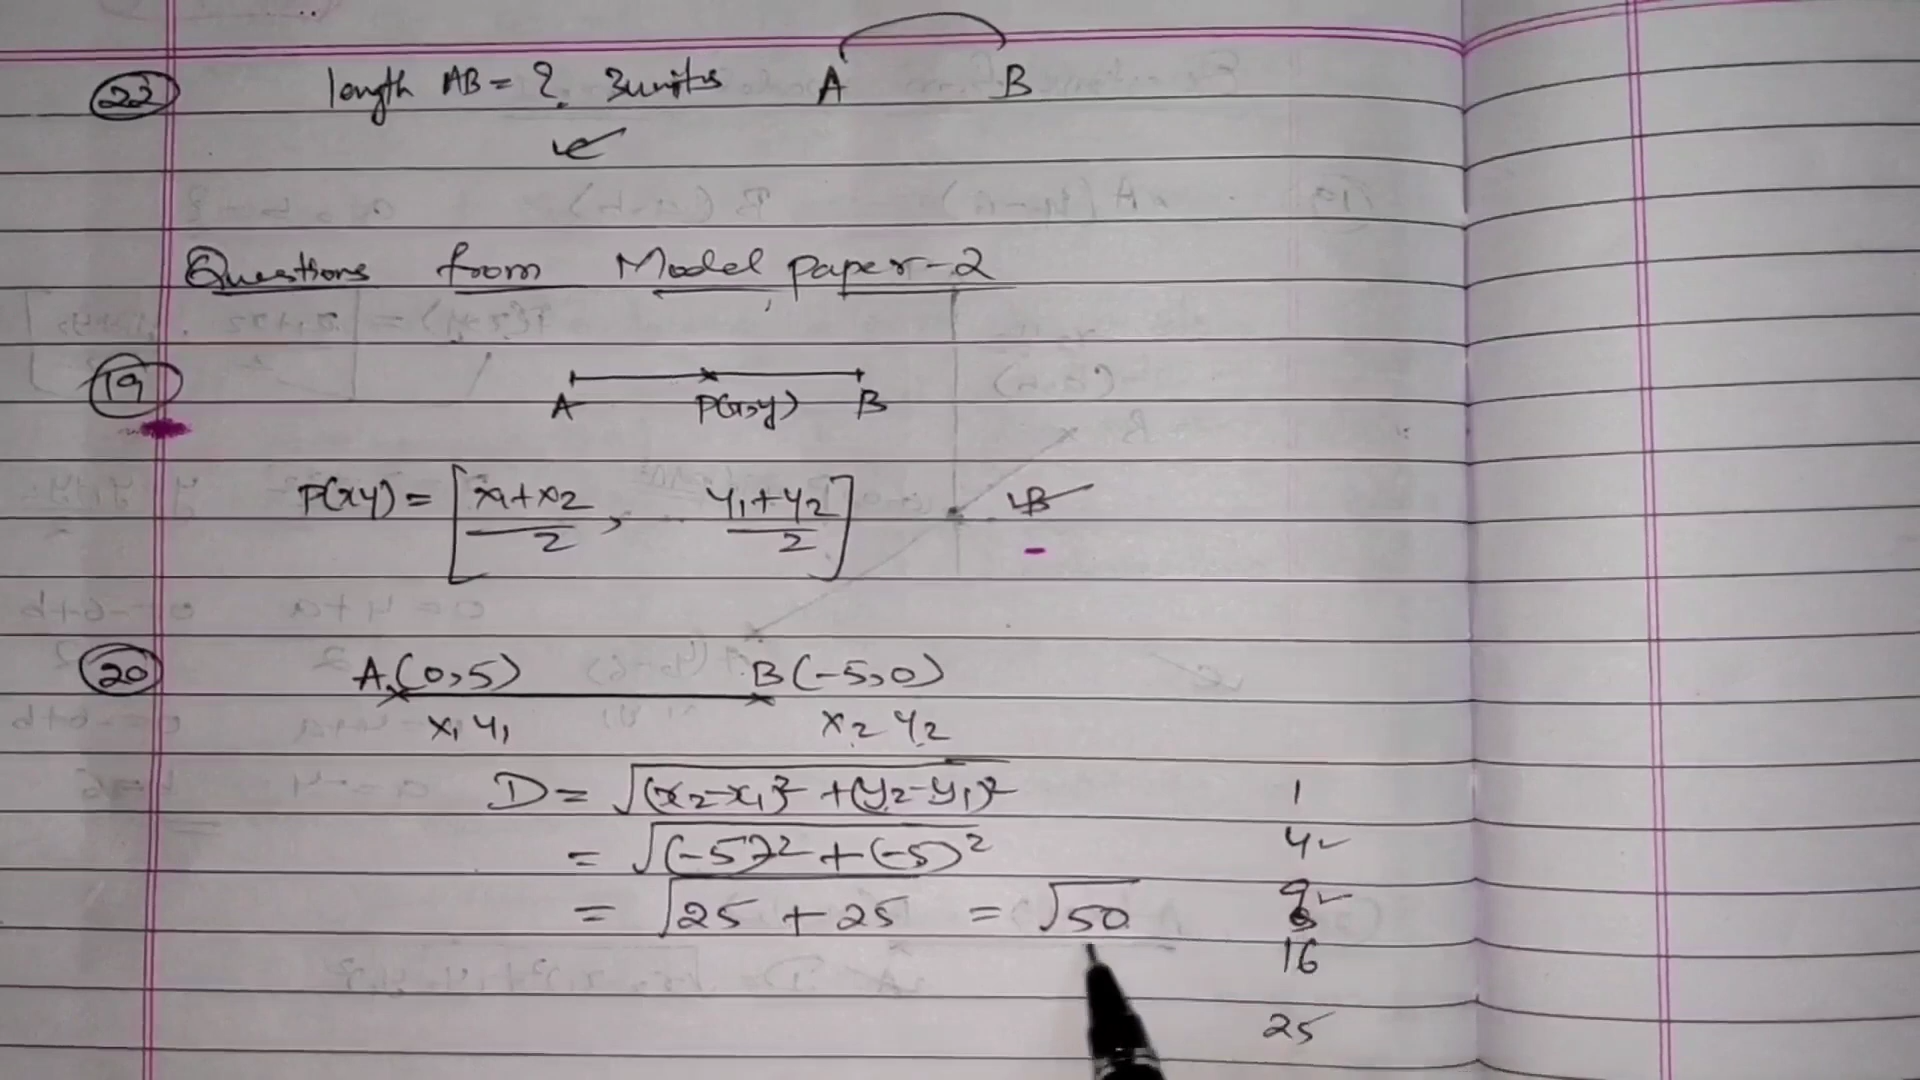 22 length AB = ? 3units A B
Questions from Model paper-2
19
A P(x,y) B
P(xy) = [x1+x2/2, y1+y2/2] B
20 A(0,5) B(-5,0)
x1 y1 x2 y2
D = √(x2-x1)² + (y2-y1)² 1
= √(-5)² + (-5)² 4
= √25 + 25 = √50 9
16
25